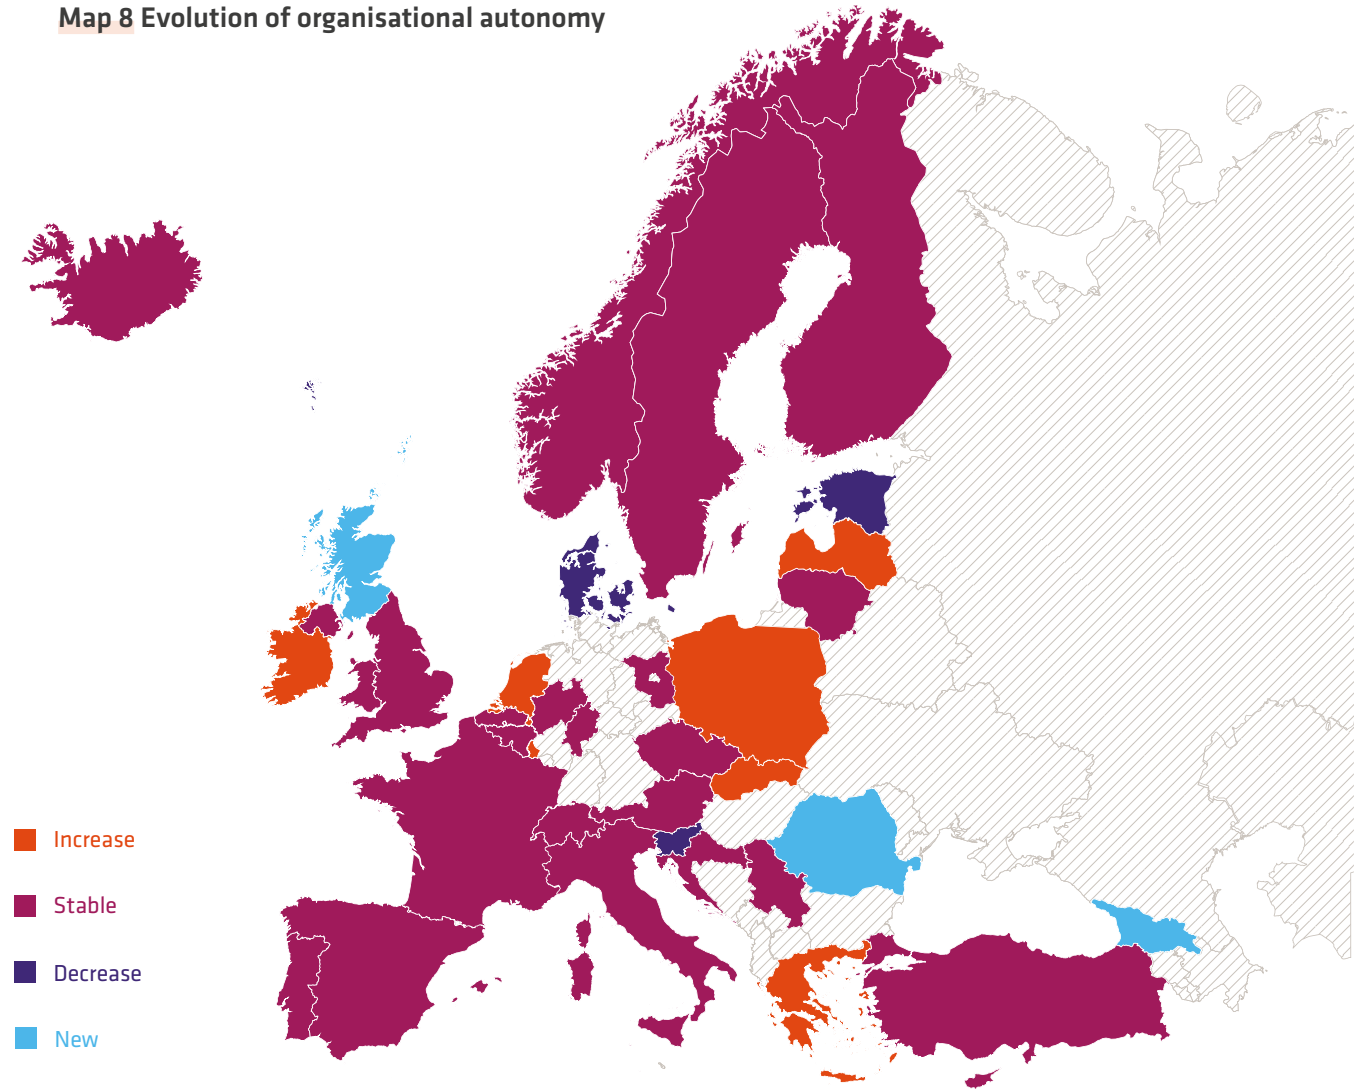 Map 8 Evolution of organisational autonomy
Increase
Stable
Decrease
New